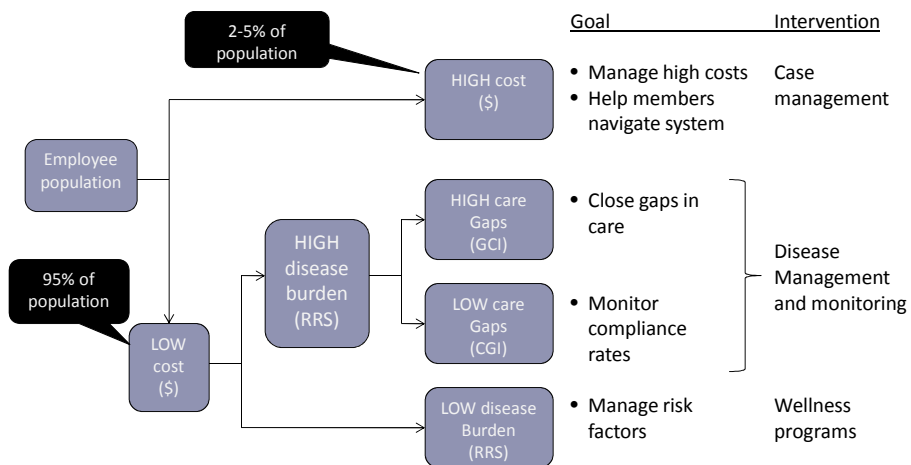 2-5% of
population
Goal
Intervention
HIGH cost
($)
• Manage high costs
• Help members
navigate system
Case
management
Employee
population
HIGH care
Gaps
(GCI)
• Close gaps in
care
HIGH
disease
burden
(RRS)
Disease
Management
and monitoring
95% of
population
LOW care
Gaps
(CGI)
• Monitor
compliance
rates
LOW
cost
($)
LOW disease
Burden
(RRS)
• Manage risk
factors
Wellness
programs